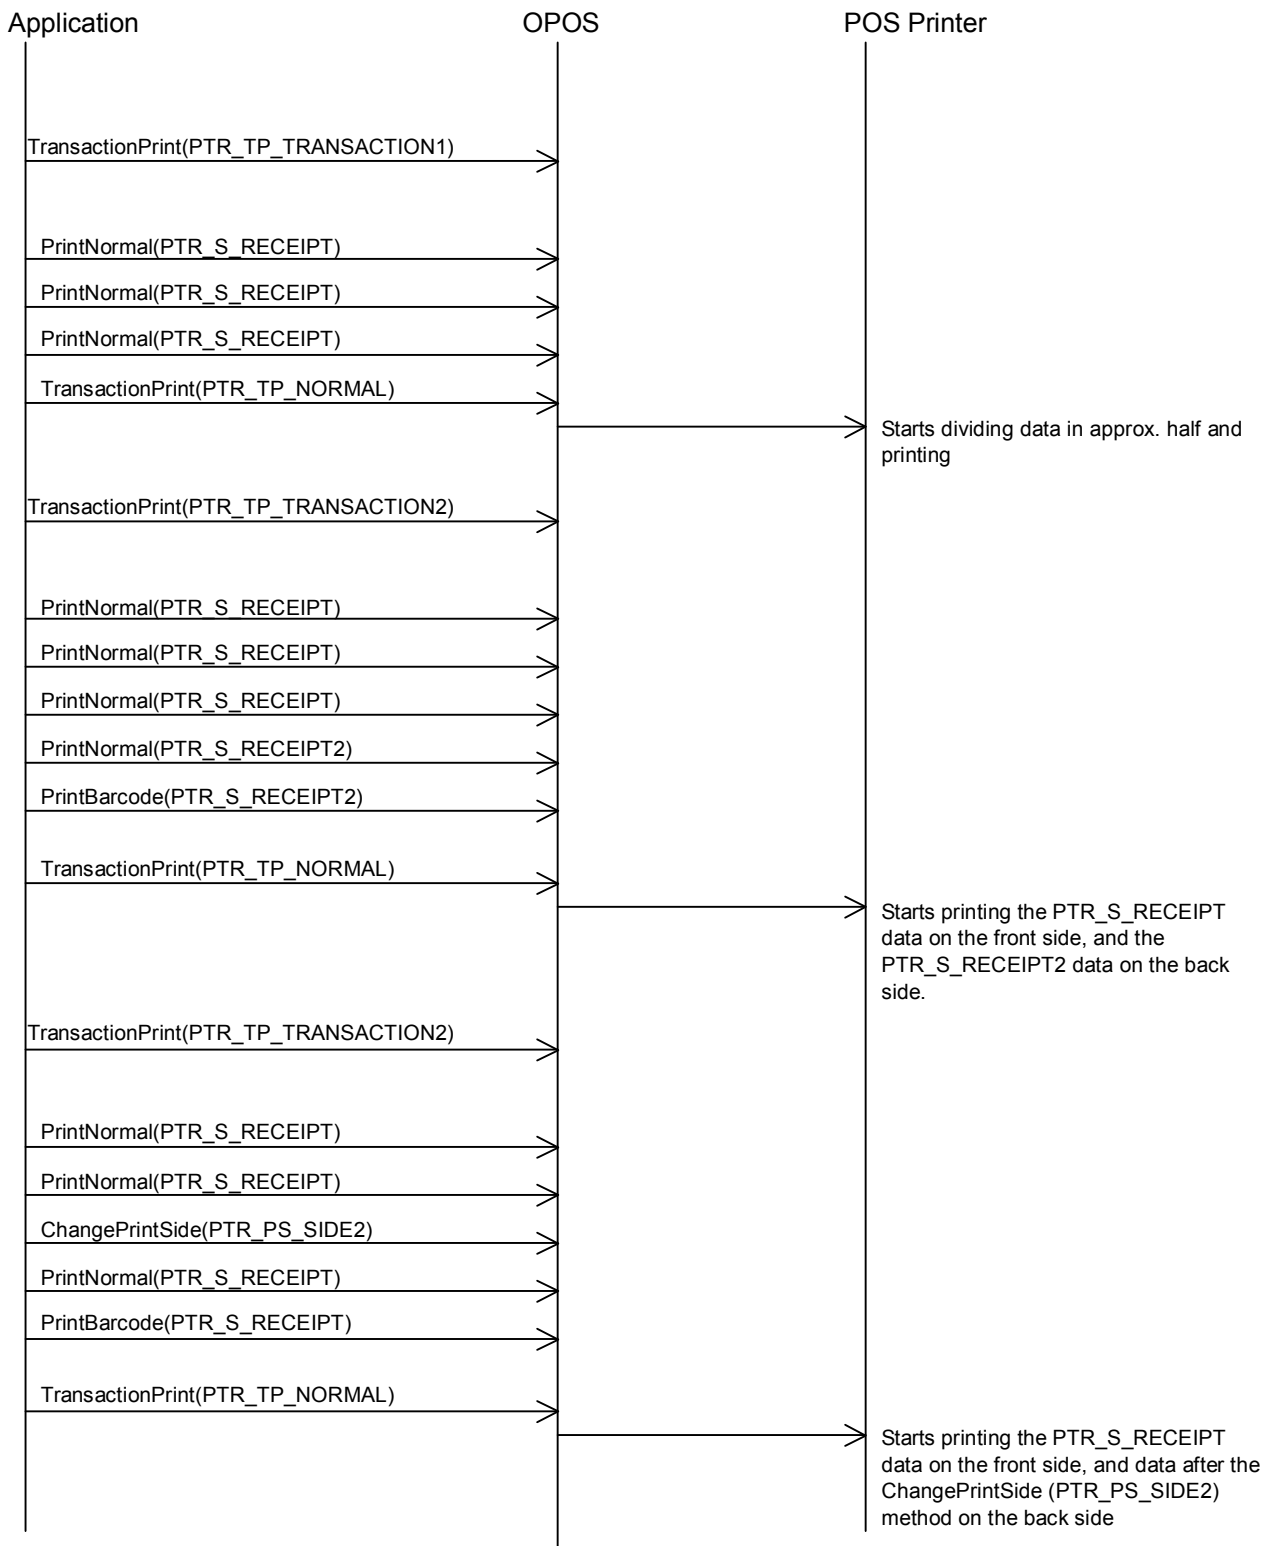 Application OPOS POS Printer
TransactionPrint(PTR_TP_TRANSACTION1)
PrintNormal(PTR_S_RECEIPT)
PrintNormal(PTR_S_RECEIPT)
PrintNormal(PTR_S_RECEIPT)
TransactionPrint(PTR_TP_NORMAL)
Starts dividing data in approx. half and
printing
TransactionPrint(PTR_TP_TRANSACTION2)
PrintNormal(PTR_S_RECEIPT)
PrintNormal(PTR_S_RECEIPT)
PrintNormal(PTR_S_RECEIPT)
PrintNormal(PTR_S_RECEIPT2)
PrintBarcode(PTR_S_RECEIPT2)
TransactionPrint(PTR_TP_NORMAL)
Starts printing the PTR_S_RECEIPT
data on the front side, and the
PTR_S_RECEIPT2 data on the back
side.
TransactionPrint(PTR_TP_TRANSACTION2)
PrintNormal(PTR_S_RECEIPT)
PrintNormal(PTR_S_RECEIPT)
ChangePrintSide(PTR_PS_SIDE2)
PrintNormal(PTR_S_RECEIPT)
PrintBarcode(PTR_S_RECEIPT)
TransactionPrint(PTR_TP_NORMAL)
Starts printing the PTR_S_RECEIPT
data on the front side, and data after the
ChangePrintSide (PTR_PS_SIDE2)
method on the back side